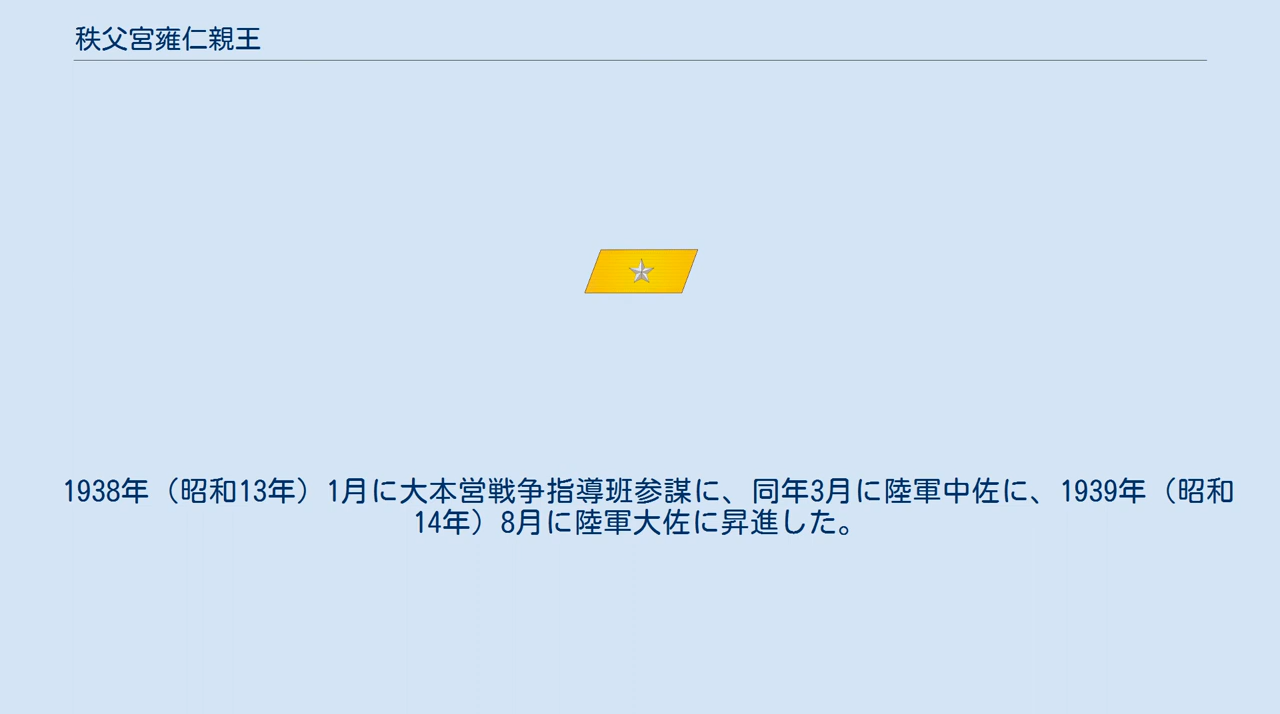 秩父宮雍仁親王
1938年（昭和13年）1月に大本営戦争指導班参謀に、同年3月に陸軍中佐に、1939年（昭和
14年）8月に陸軍大佐に昇進した。